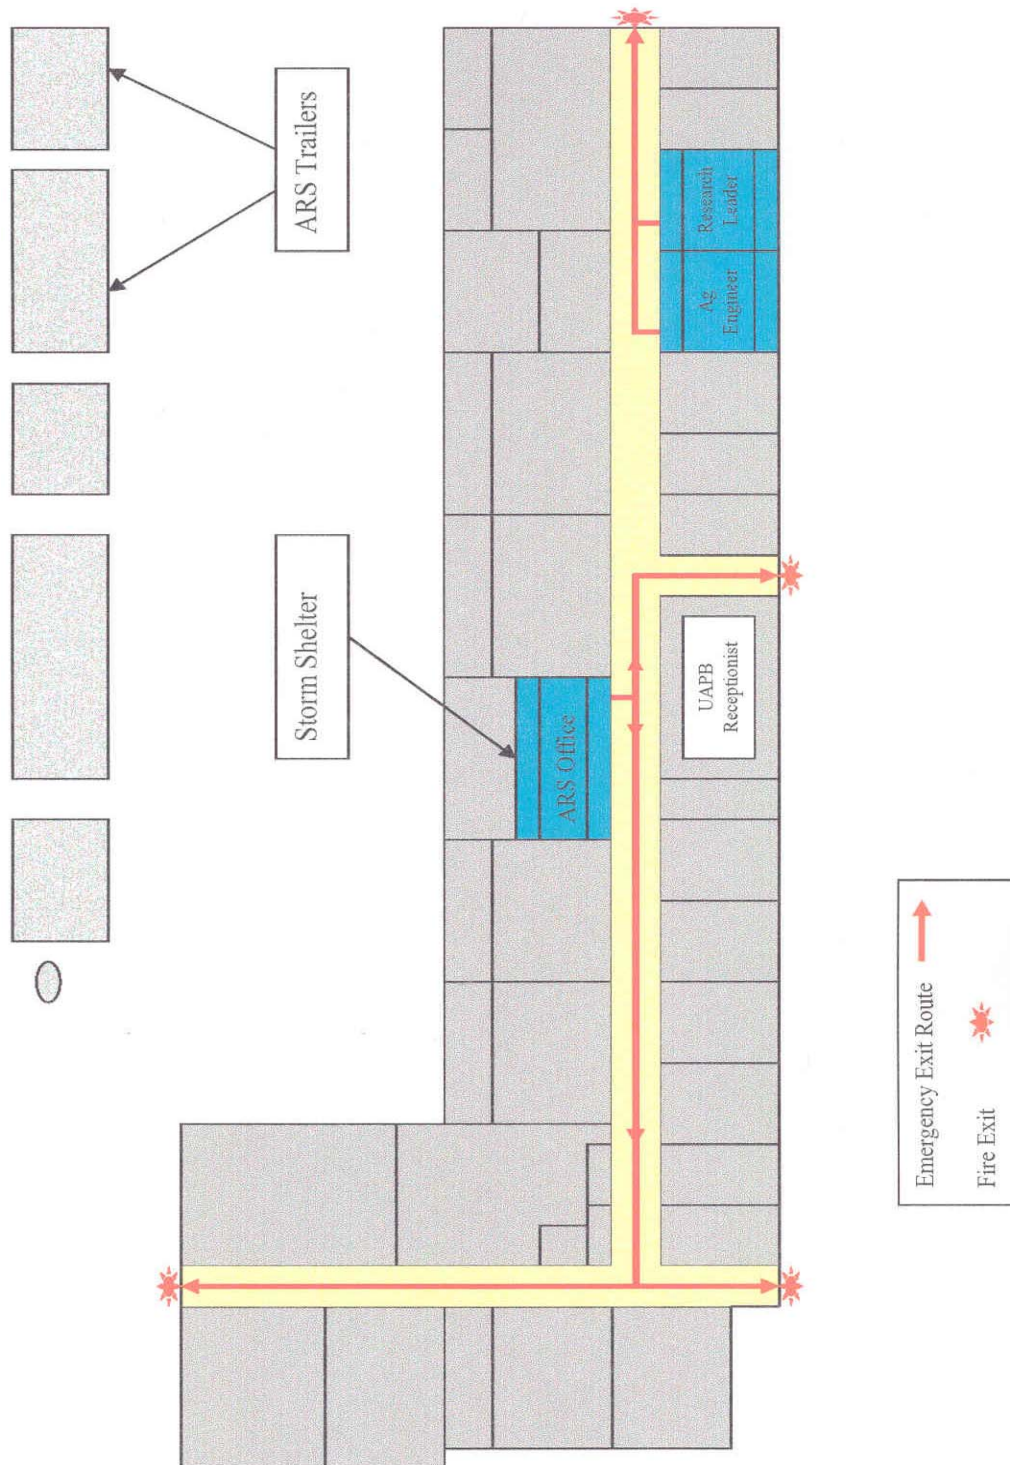 ARS Trailers
Research
Leader
Ag
Engineer
Storm Shelter
ARS Office
UAPB
Receptionist
Emergency Exit Route
Fire Exit